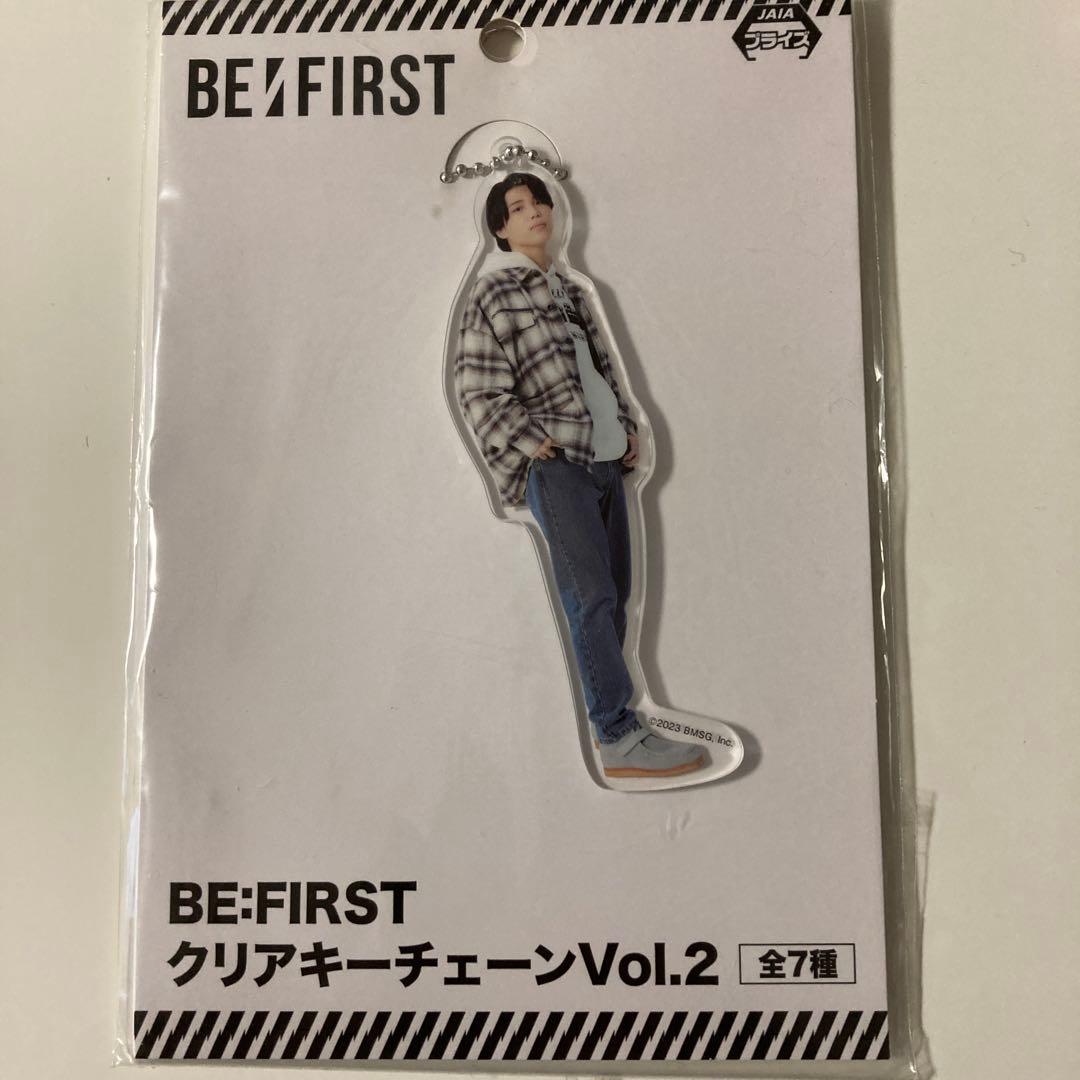 JAIA
プライズ
BE:FIRST
©2023 BMSG, Inc.
BE:FIRST
クリアキーチェーンVol.2 全7種